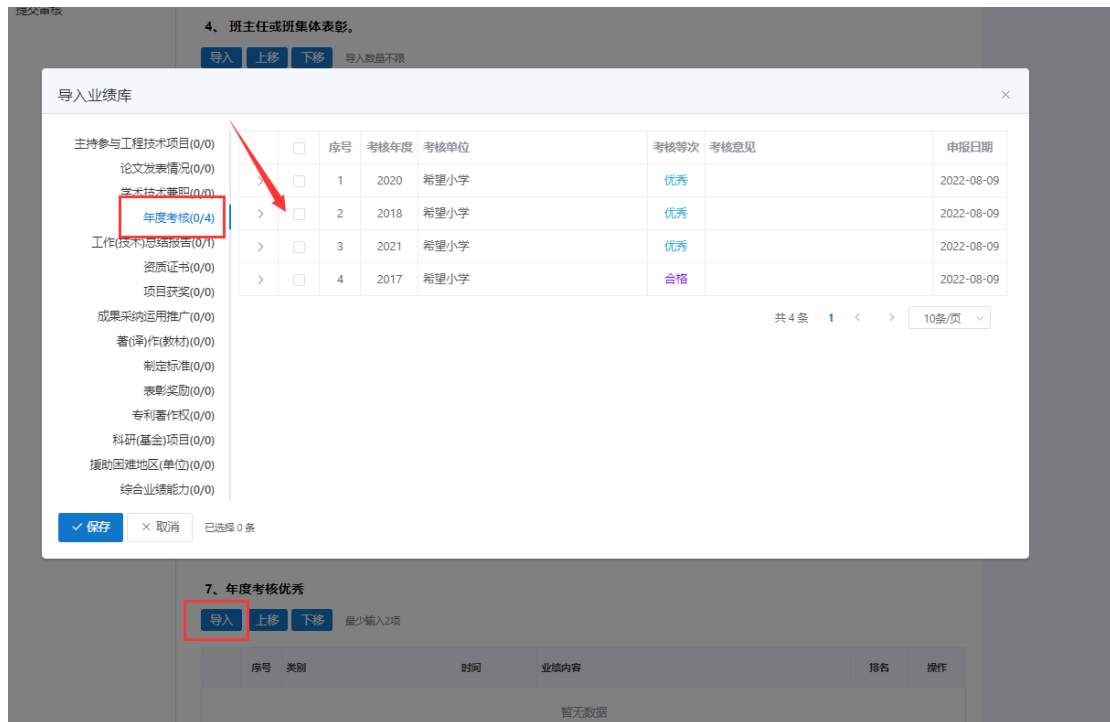 提交审核
4、 班主任或班集体表彰。
导入 上移 下移 导入数量不限
导入业绩库 ×
主持参与工程技术项目(0/0)
论文发表情况(0/0)
学术技术兼职(0/0)
年度考核(0/4)
工作(技术)总结报告(0/1)
资质证书(0/0)
项目获奖(0/0)
成果采纳运用推广(0/0)
著(译)作(教材)(0/0)
制定标准(0/0)
表彰奖励(0/0)
专利著作权(0/0)
科研(基金)项目(0/0)
援助困难地区(单位)(0/0)
综合业绩能力(0/0)
序号 考核年度 考核单位 考核等次 考核意见 申报日期
> 1 2020 希望小学 优秀 2022-08-09
> 2 2018 希望小学 优秀 2022-08-09
> 3 2021 希望小学 优秀 2022-08-09
> 4 2017 希望小学 合格 2022-08-09
共 4 条 1 < > 10条/页
保存 × 取消 已选择 0 条
7、年度考核优秀
导入 上移 下移 最少输入2项
序号 类别 时间 业绩内容 排名 操作
暂无数据